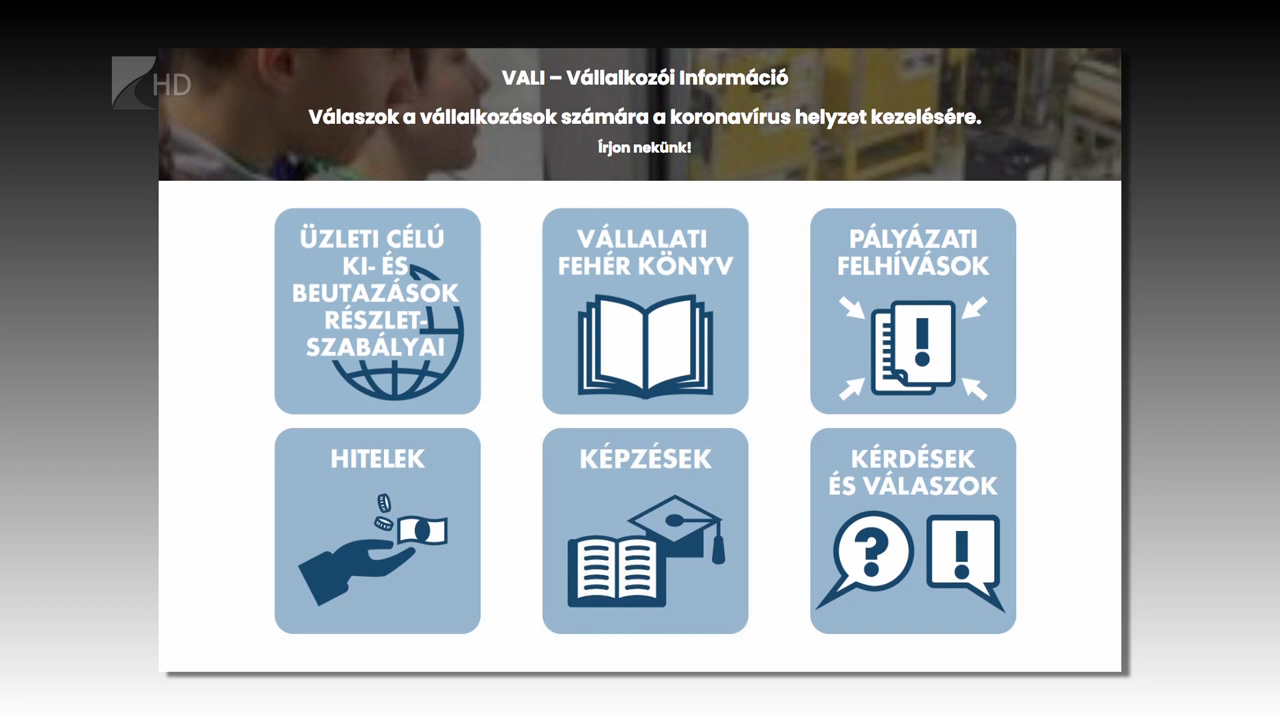 HD
VALI – Vállalkozói Információ
Válaszok a vállalkozások számára a koronavírus helyzet kezelésére.
Írjon nekünk!
ÜZLETI CÉLÚ
KI- ÉS
BEUTAZÁSOK
RÉSZLET-
SZABÁLYAI
VÁLLALATI
FEHÉR KÖNYV
PÁLYÁZATI
FELHÍVÁSOK
HITELEK
KÉPZÉSEK
KÉRDÉSEK
ÉS VÁLASZOK